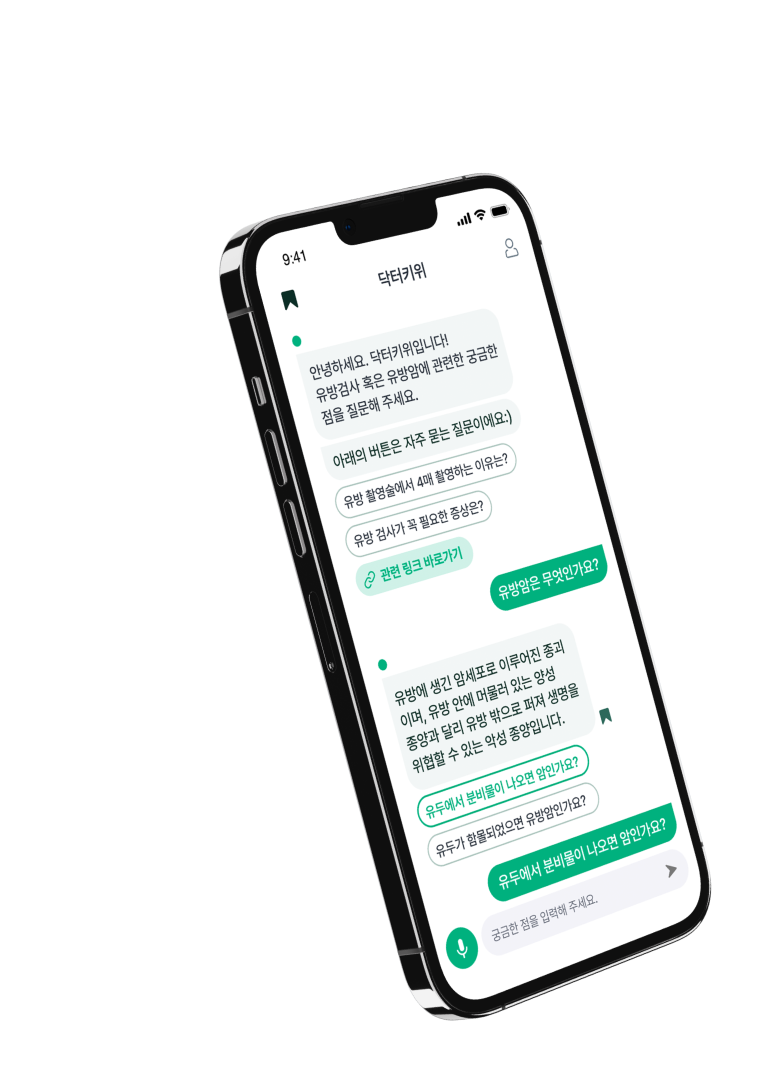 9:41
닥터키위
안녕하세요. 닥터키위입니다!
유방검사 혹은 유방암에 관련한 궁금한
점을 질문해 주세요.
아래의 버튼은 자주 묻는 질문이에요:)
유방 촬영술에서 4매 촬영하는 이유는?
유방 검사가 꼭 필요한 증상은?
관련 링크 바로가기
유방암은 무엇인가요?
유방에 생긴 암세포로 이루어진 종괴
이며, 유방 안에 머물러 있는 양성
종양과 달리 유방 밖으로 퍼져 생명을
위협할 수 있는 악성 종양입니다.
유두에서 분비물이 나오면 암인가요?
유두가 함몰되었으면 유방암인가요?
유두에서 분비물이 나오면 암인가요?
궁금한 점을 입력해 주세요.